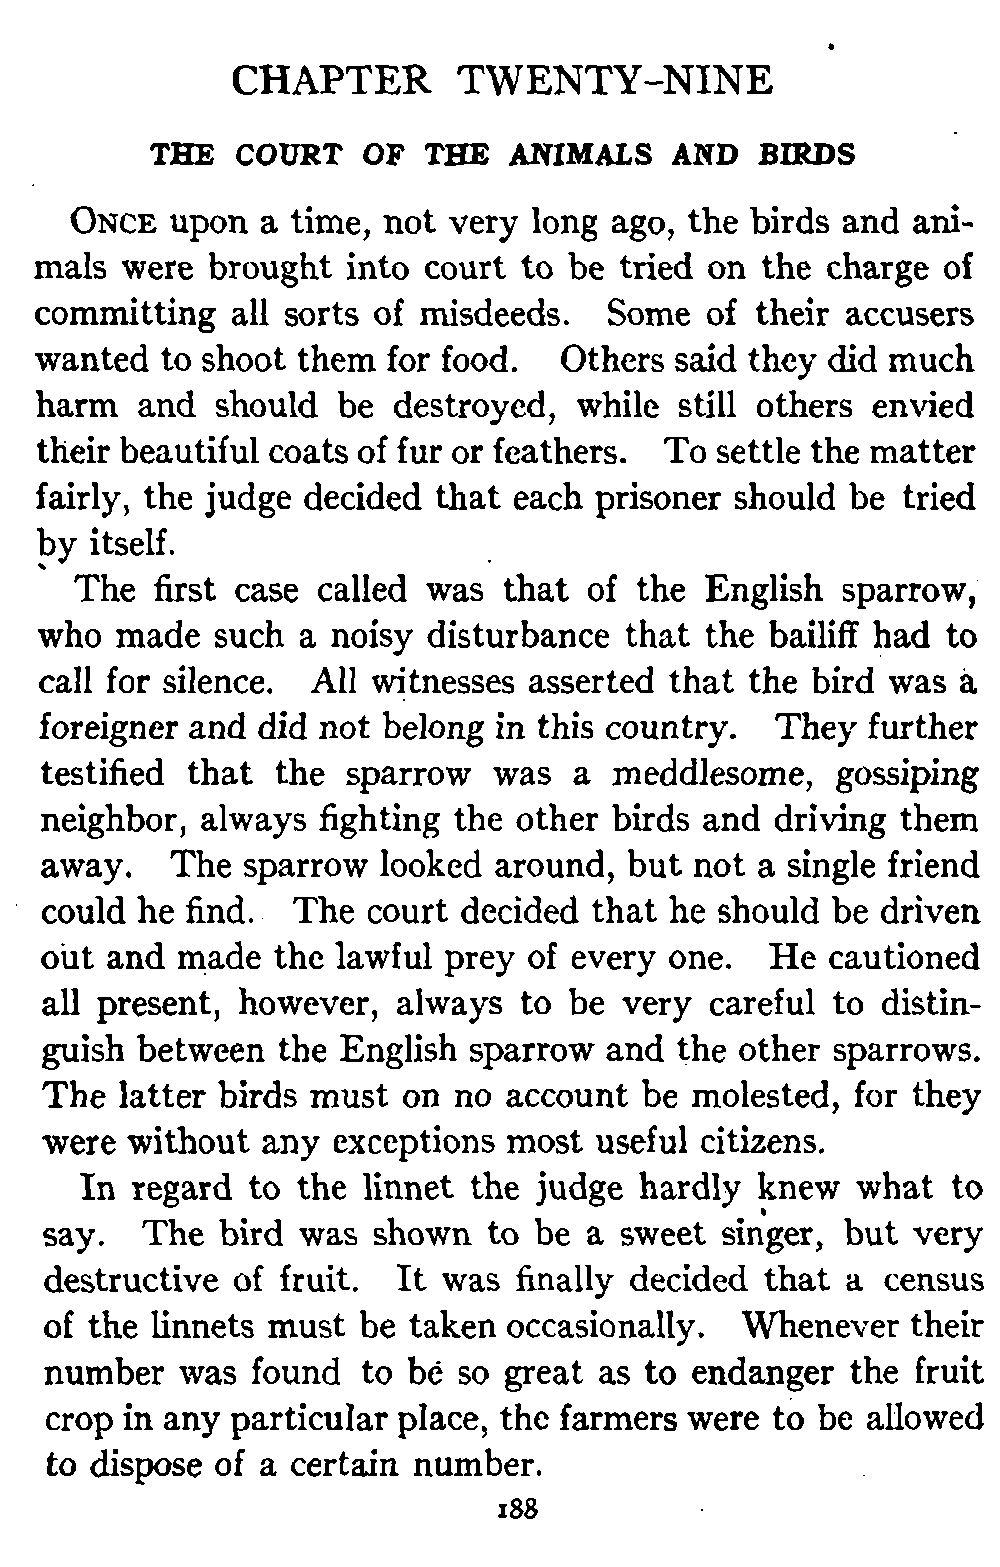 CHAPTER TWENTY-NINE
THE COURT OF THE ANIMALS AND BIRDS
ONCE upon a time, not very long ago, the birds and ani-
mals were brought into court to be tried on the charge of
committing all sorts of misdeeds. Some of their accusers
wanted to shoot them for food. Others said they did much
harm and should be destroyed, while still others envied
their beautiful coats of fur or feathers. To settle the matter
fairly, the judge decided that each prisoner should be tried
by itself.
The first case called was that of the English sparrow,
who made such a noisy disturbance that the bailiff had to
call for silence. All witnesses asserted that the bird was a
foreigner and did not belong in this country. They further
testified that the sparrow was a meddlesome, gossiping
neighbor, always fighting the other birds and driving them
away. The sparrow looked around, but not a single friend
could he find. The court decided that he should be driven
out and made the lawful prey of every one. He cautioned
all present, however, always to be very careful to distin-
guish between the English sparrow and the other sparrows.
The latter birds must on no account be molested, for they
were without any exceptions most useful citizens.
In regard to the linnet the judge hardly knew what to
say. The bird was shown to be a sweet singer, but very
destructive of fruit. It was finally decided that a census
of the linnets must be taken occasionally. Whenever their
number was found to be so great as to endanger the fruit
crop in any particular place, the farmers were to be allowed
to dispose of a certain number.
188